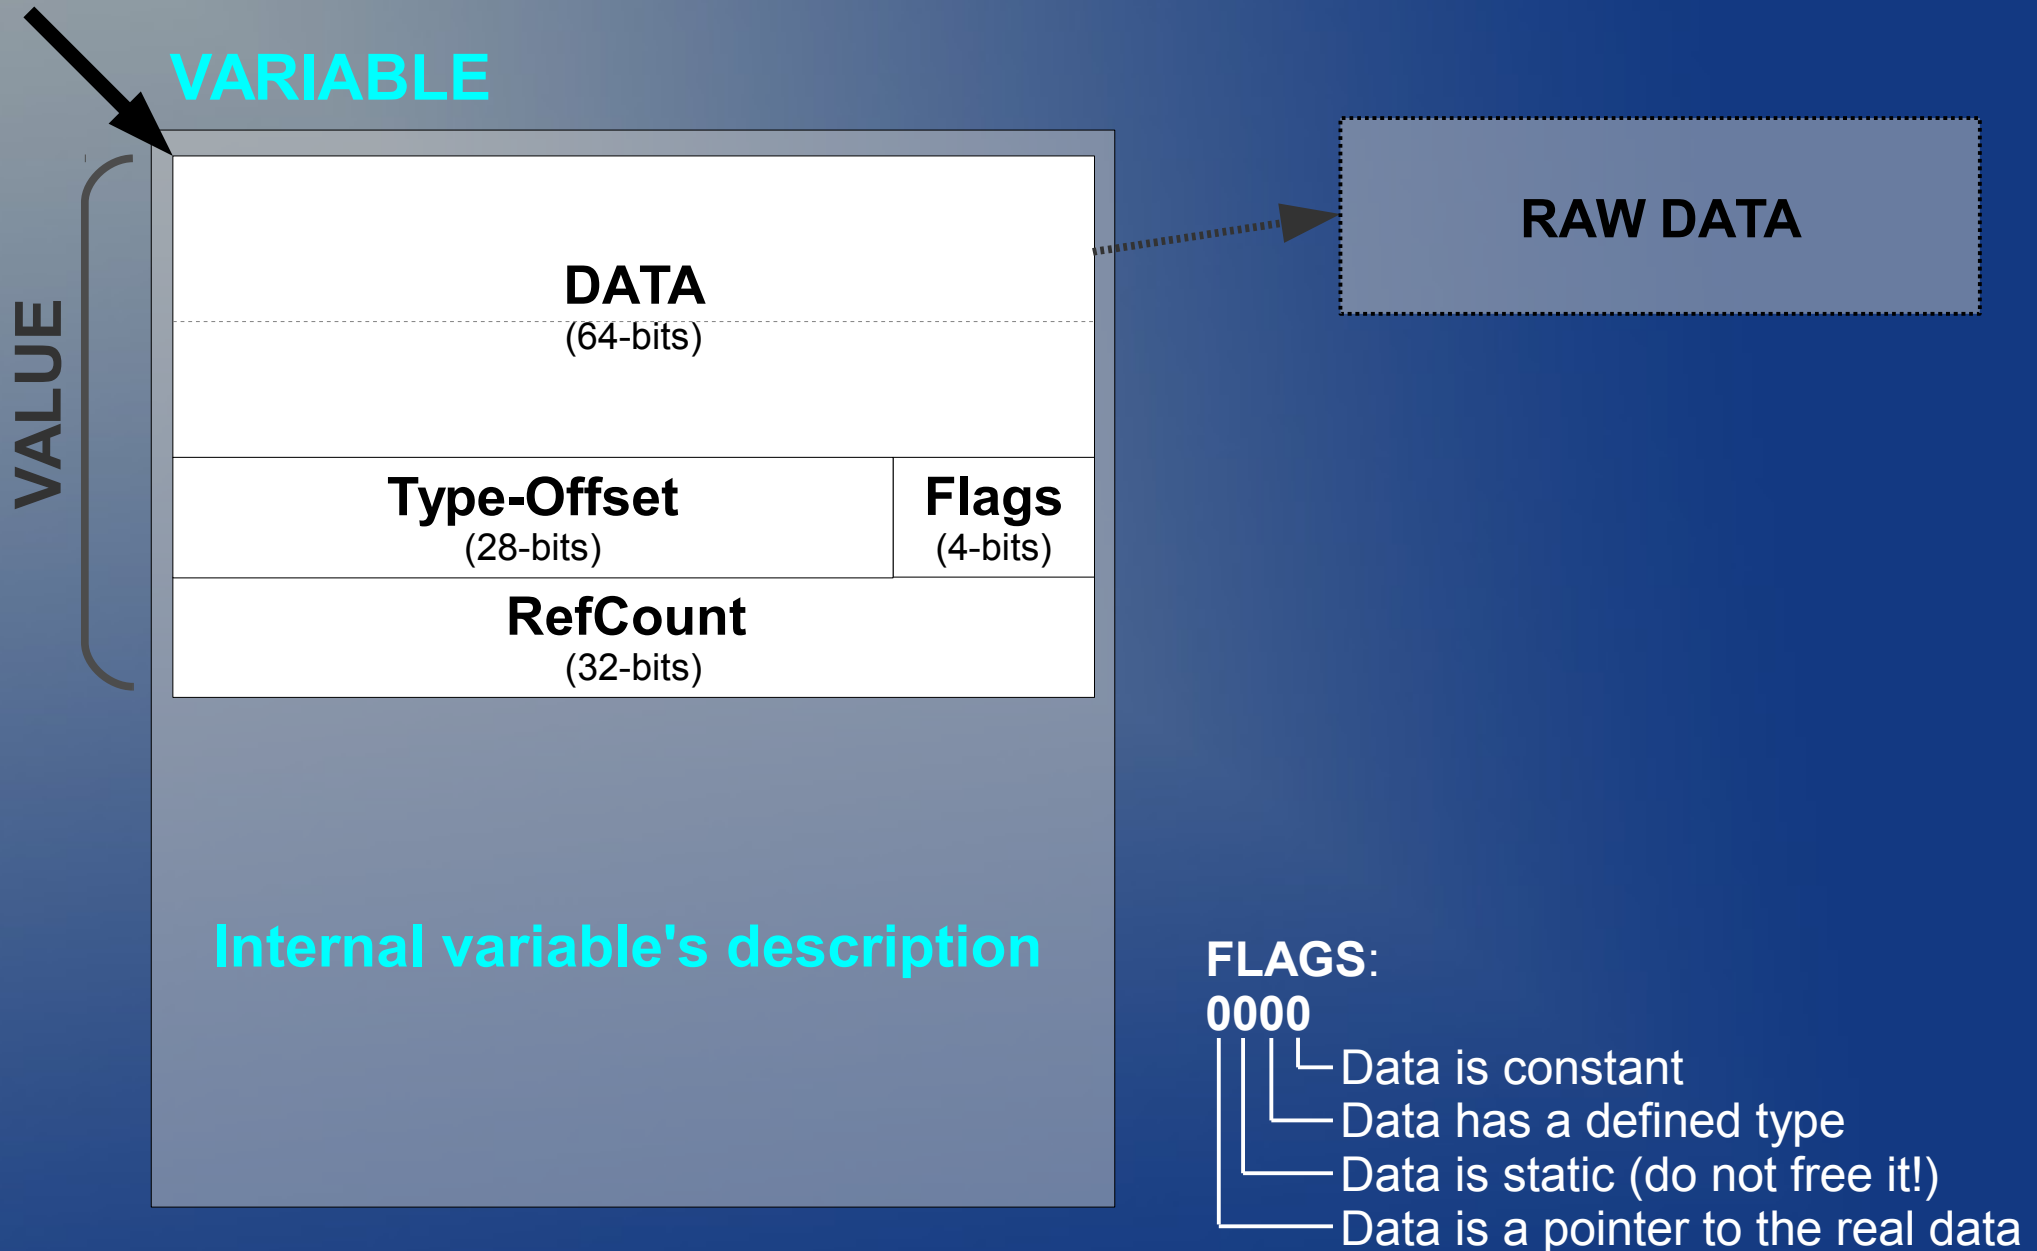 VARIABLE
VALUE
DATA
(64-bits)
RAW DATA
Type-Offset
(28-bits)
Flags
(4-bits)
RefCount
(32-bits)
Internal variable's description
FLAGS:
0000
Data is constant
Data has a defined type
Data is static (do not free it!)
Data is a pointer to the real data